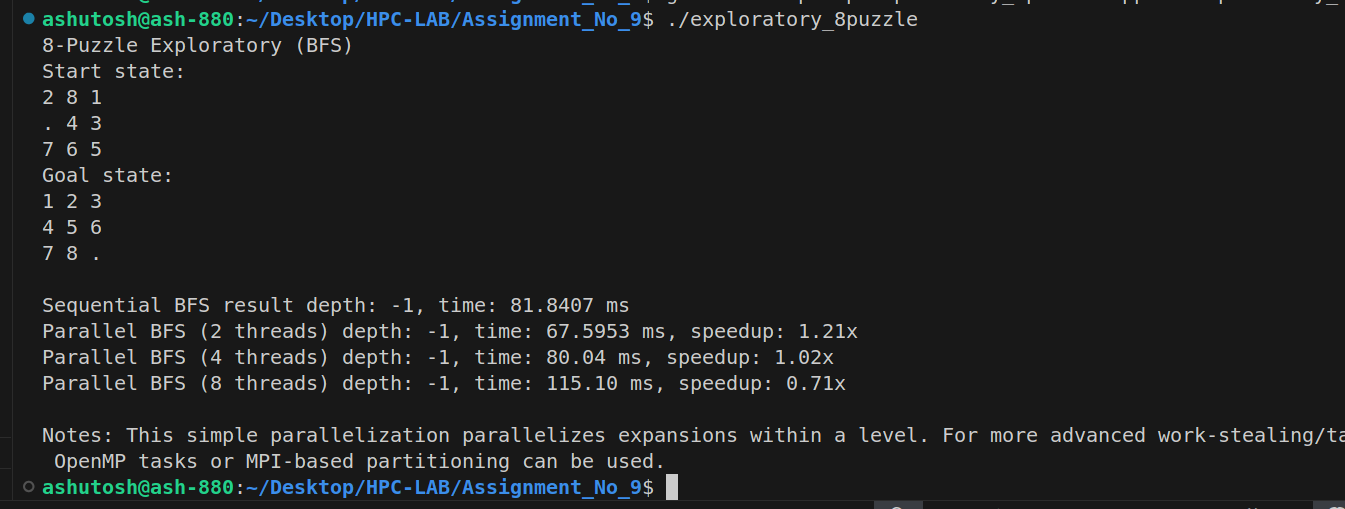 ashutosh@ash-880:~/Desktop/HPC-LAB/Assignment_No_9$ ./exploratory_8puzzle
8-Puzzle Exploratory (BFS)
Start state:
2 8 1
. 4 3
7 6 5
Goal state:
1 2 3
4 5 6
7 8 .
Sequential BFS result depth: -1, time: 81.8407 ms
Parallel BFS (2 threads) depth: -1, time: 67.5953 ms, speedup: 1.21x
Parallel BFS (4 threads) depth: -1, time: 80.04 ms, speedup: 1.02x
Parallel BFS (8 threads) depth: -1, time: 115.10 ms, speedup: 0.71x
Notes: This simple parallelization parallelizes expansions within a level. For more advanced work-stealing/ta
OpenMP tasks or MPI-based partitioning can be used.
ashutosh@ash-880:~/Desktop/HPC-LAB/Assignment_No_9$